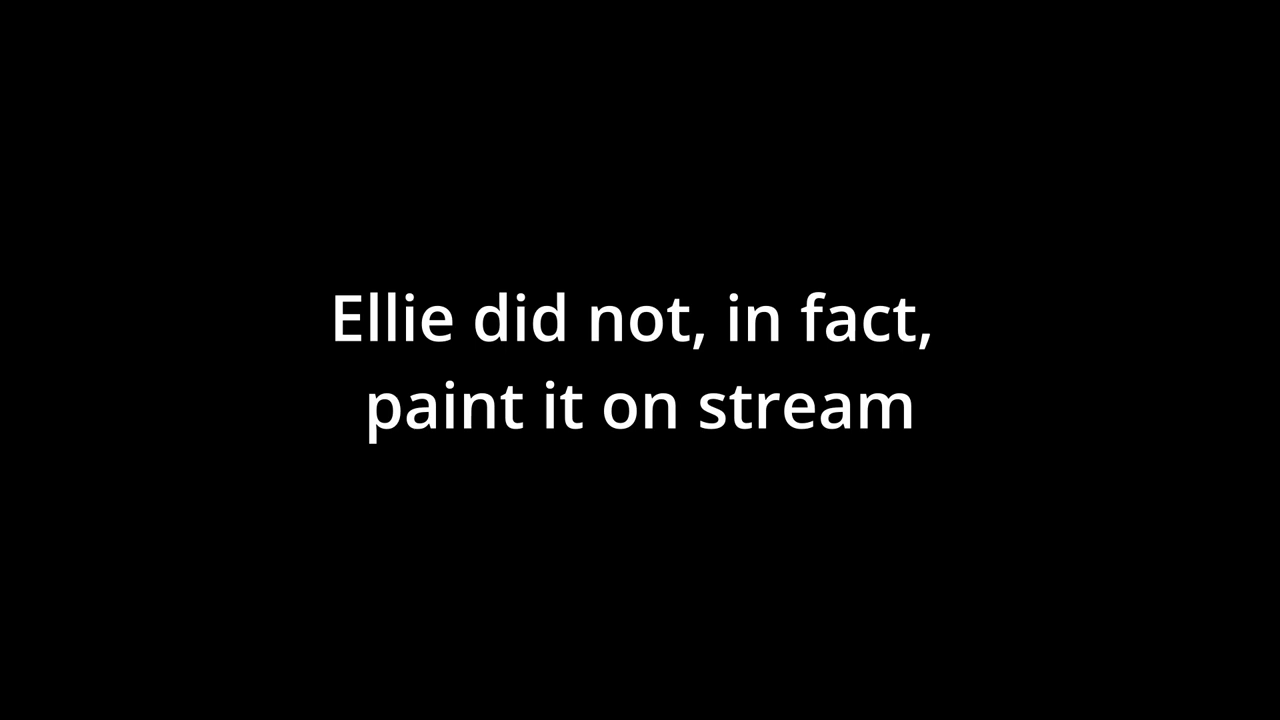 Ellie did not, in fact,
paint it on stream